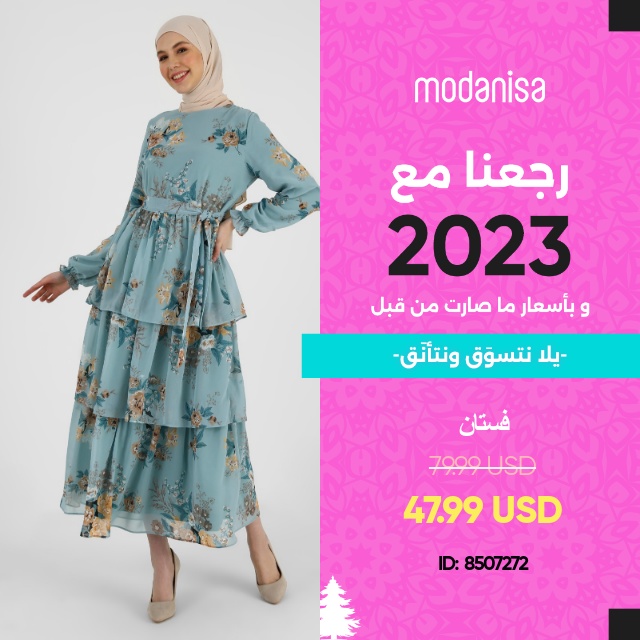 modanisa
رجعنا مع
2023
و بأسعار ما صارت من قبل
-يلا نتسوّق ونتأنّق-
فستان
79.99 USD
47.99 USD
ID: 8507272